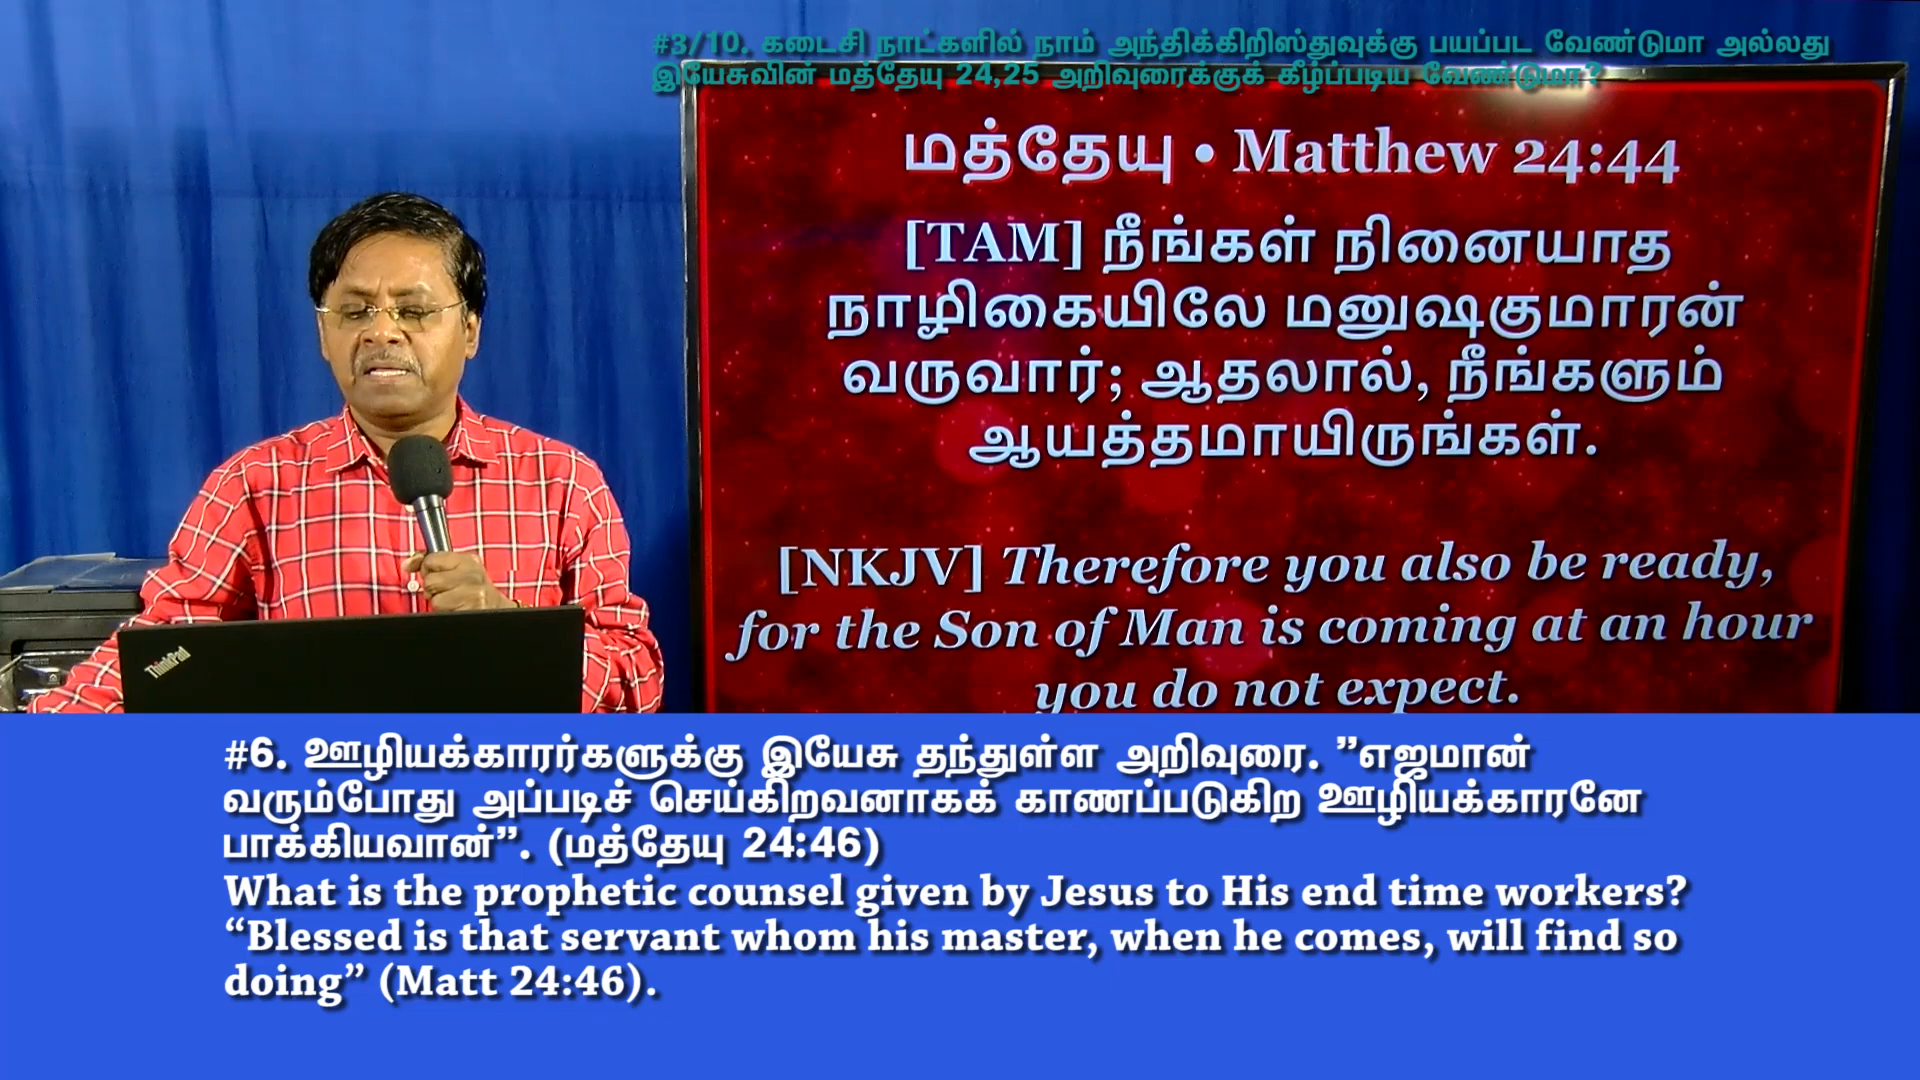 #3/10. கடைசி நாட்களில் நாம் அந்திக்கிறிஸ்துவுக்கு பயப்பட வேண்டுமா அல்லது
இயேசுவின் மத்தேயு 24,25 அறிவுரைக்குக் கீழ்ப்படிய வேண்டுமா?
மத்தேயு • Matthew 24:44
[TAM] நீங்கள் நினையாத
நாழிகையிலே மனுஷகுமாரன்
வருவார்; ஆதலால், நீங்களும்
ஆயத்தமாயிருங்கள்.
[NKJV] Therefore you also be ready,
for the Son of Man is coming at an hour
you do not expect.
ThinkPad
#6. ஊழியக்காரர்களுக்கு இயேசு தந்துள்ள அறிவுரை. ”எஜமான்
வரும்போது அப்படிச் செய்கிறவனாகக் காணப்படுகிற ஊழியக்காரனே
பாக்கியவான்”. (மத்தேயு 24:46)
What is the prophetic counsel given by Jesus to His end time workers?
“Blessed is that servant whom his master, when he comes, will find so
doing” (Matt 24:46).